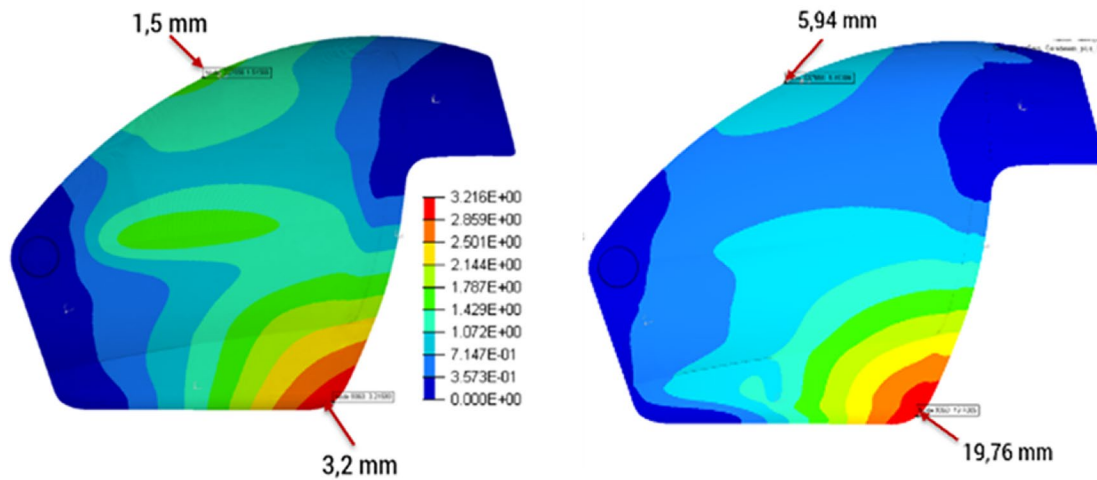 1,5 mm
5,94 mm
3.216E+00
2.859E+00
2.501E+00
2.144E+00
1.787E+00
1.429E+00
1.072E+00
7.147E-01
3.573E-01
0.000E+00
3,2 mm
19,76 mm